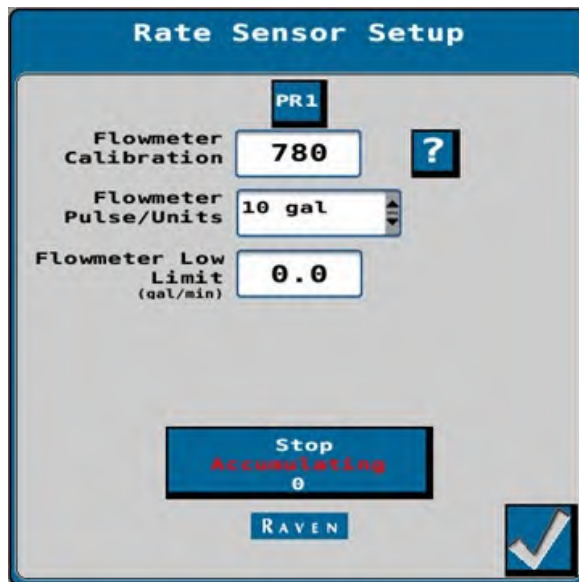 Rate Sensor Setup
PR1
Flowmeter
Calibration
780
?
Flowmeter
Pulse/Units
10 gal
Flowmeter Low
Limit
(gal/min)
0.0
Stop
Accumulating
0
RAVEN